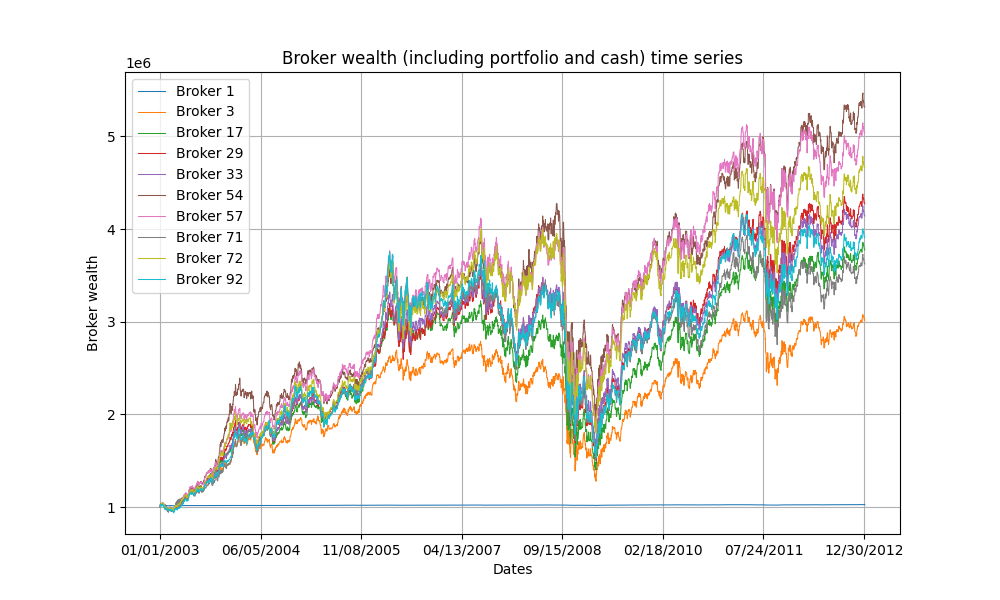 Broker wealth (including portfolio and cash) time series
1e6
Broker 1
Broker 3
Broker 17
Broker 29
Broker 33
Broker 54
Broker 57
Broker 71
Broker 72
Broker 92
5
4
3
2
1
Broker wealth
01/01/2003 06/05/2004 11/08/2005 04/13/2007 09/15/2008 02/18/2010 07/24/2011 12/30/2012
Dates